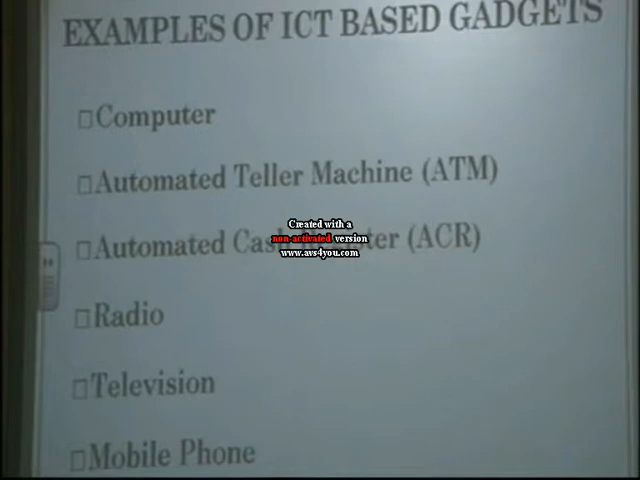 EXAMPLES OF ICT BASED GADGETS
Computer
Automated Teller Machine (ATM)
Automated Cash (ACR)
Created with a
non-activated version
www.avs4you.com
Radio
Television
Mobile Phone